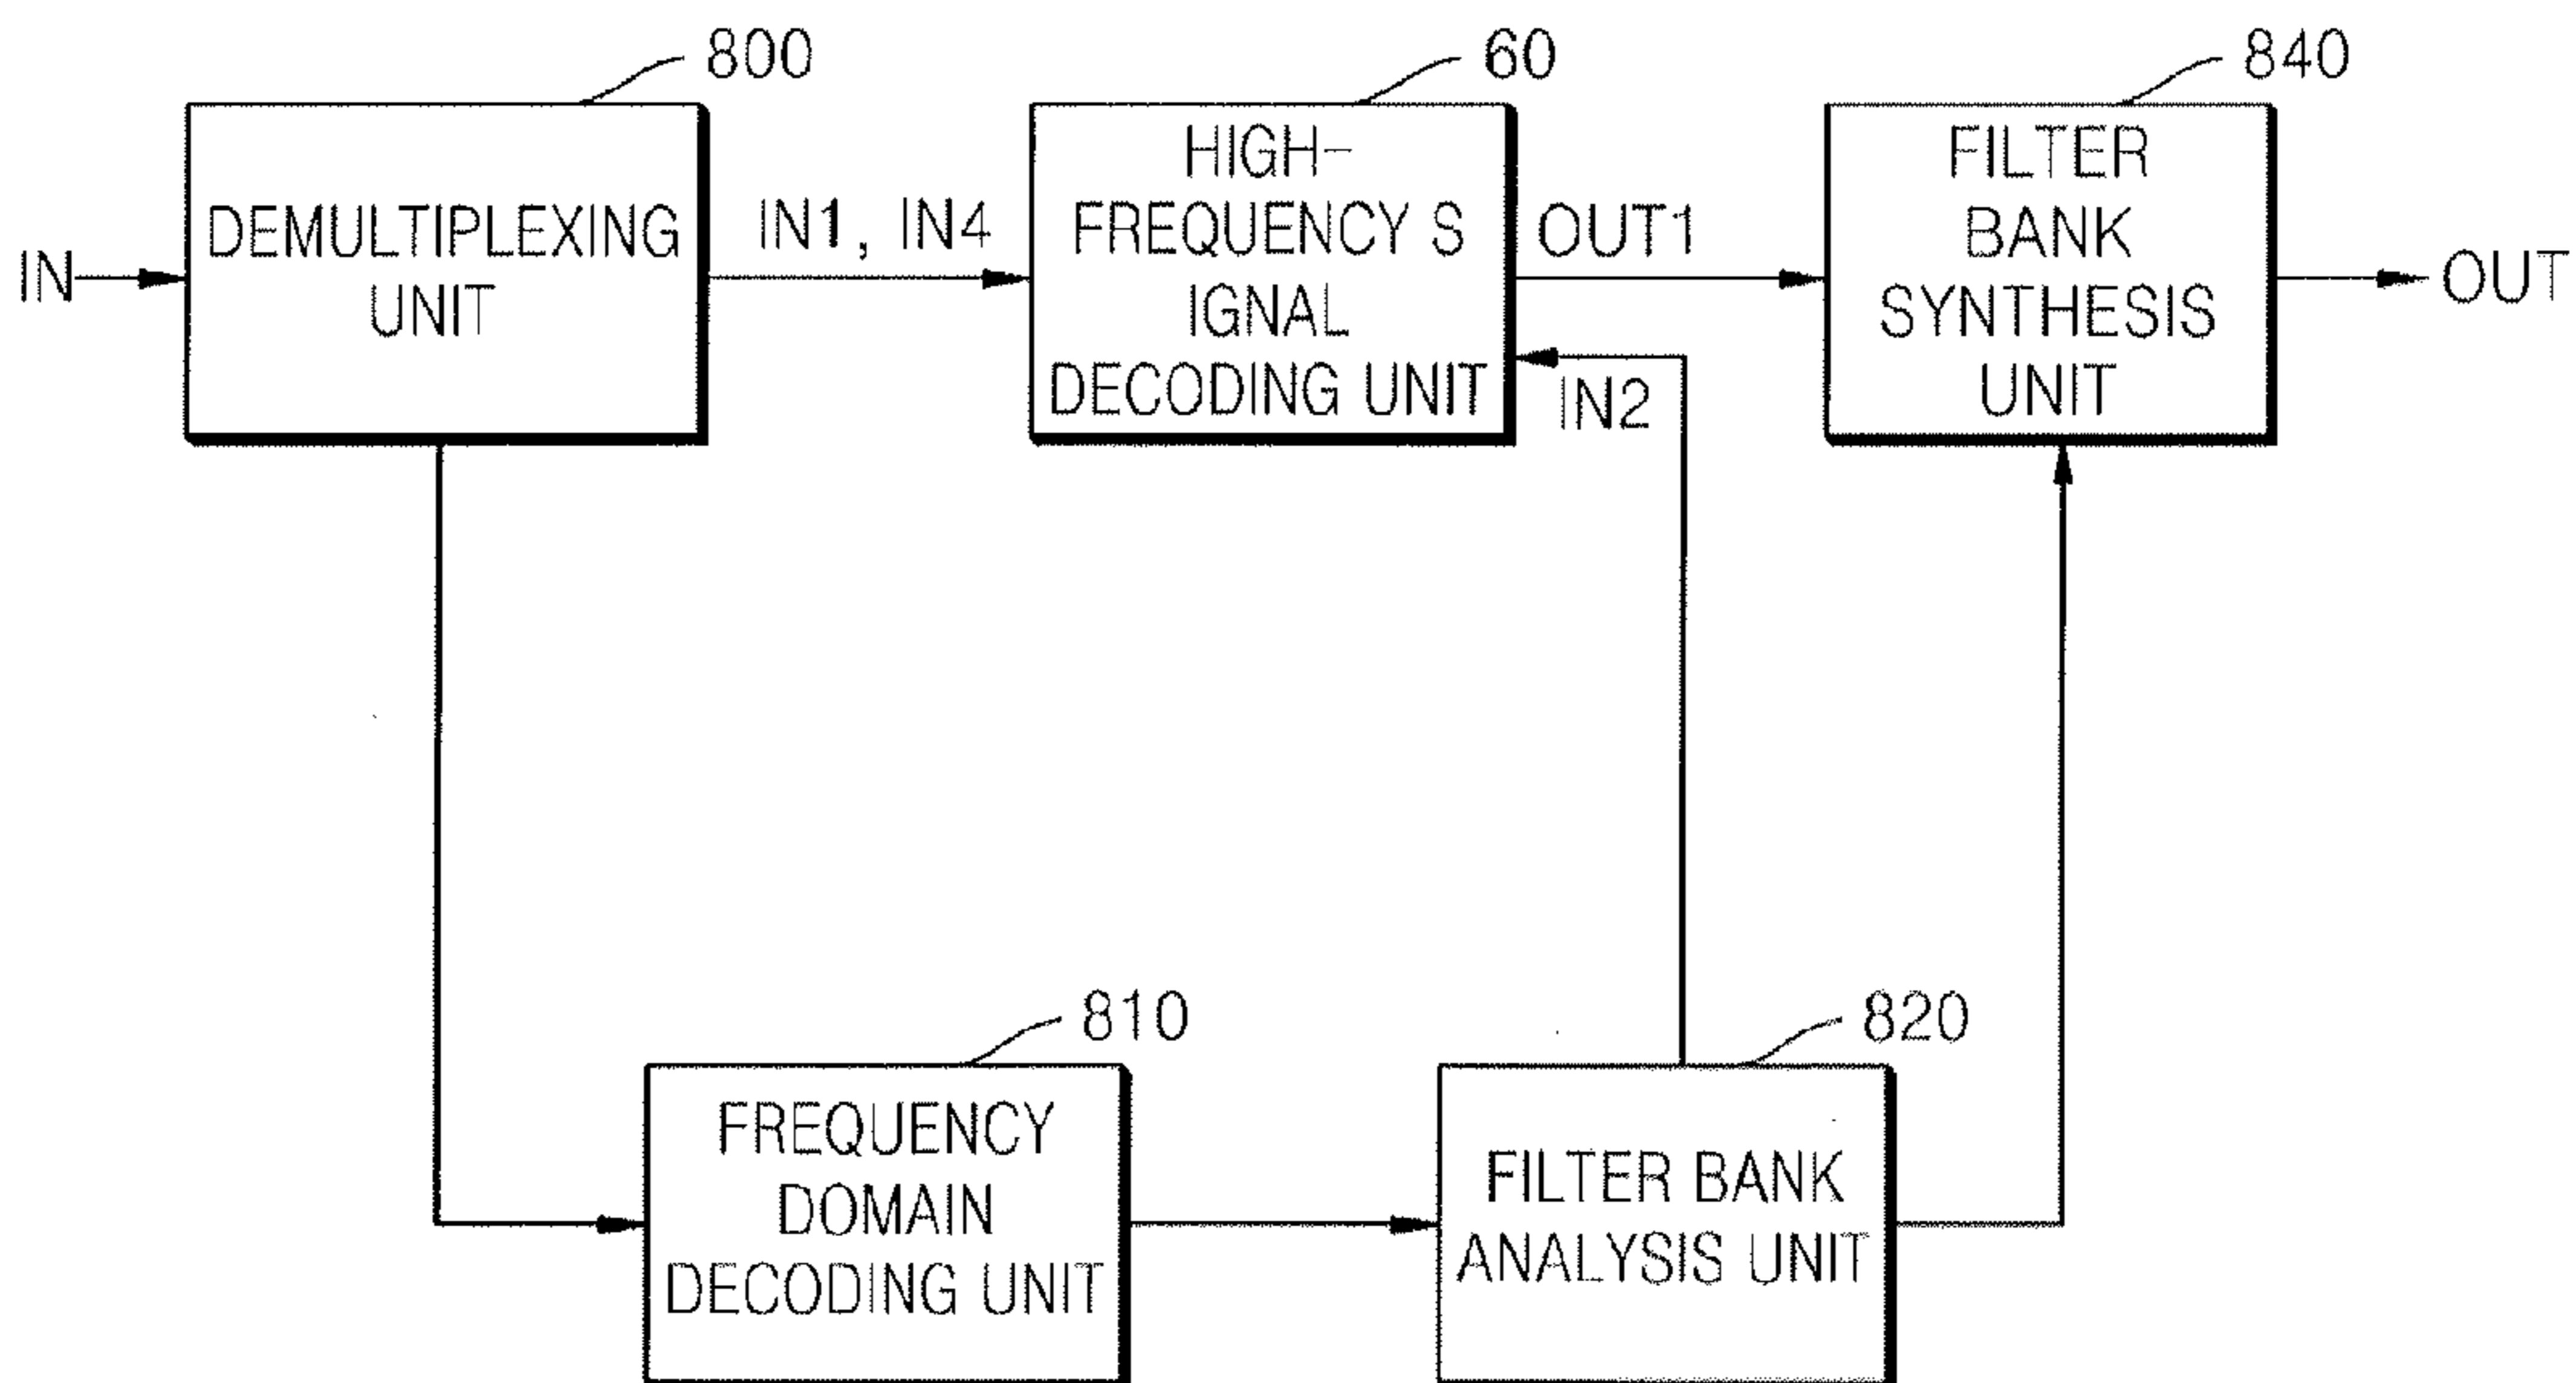 800
60
840
IN
DEMULTIPLEXING
UNIT
IN1, IN4
HIGH-
FREQUENCY S
IGNAL
DECODING UNIT
OUT1
IN2
FILTER
BANK
SYNTHESIS
UNIT
OUT
810
820
FREQUENCY
DOMAIN
DECODING UNIT
FILTER BANK
ANALYSIS UNIT